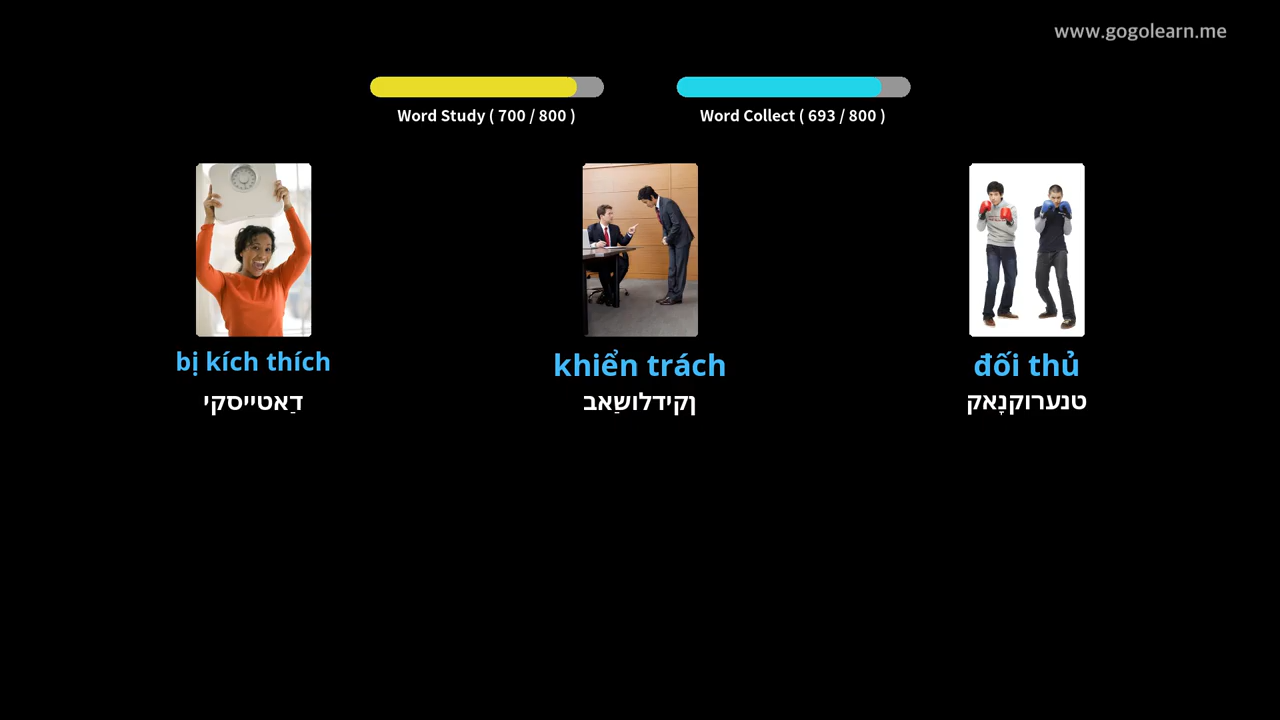 www.gogolearn.me
Word Study ( 700 / 800 )
Word Collect ( 693 / 800 )
bị kích thích
דַאטייסקי
khiển trách
ןקידלושַאב
đối thủ
טנערוקנָאק